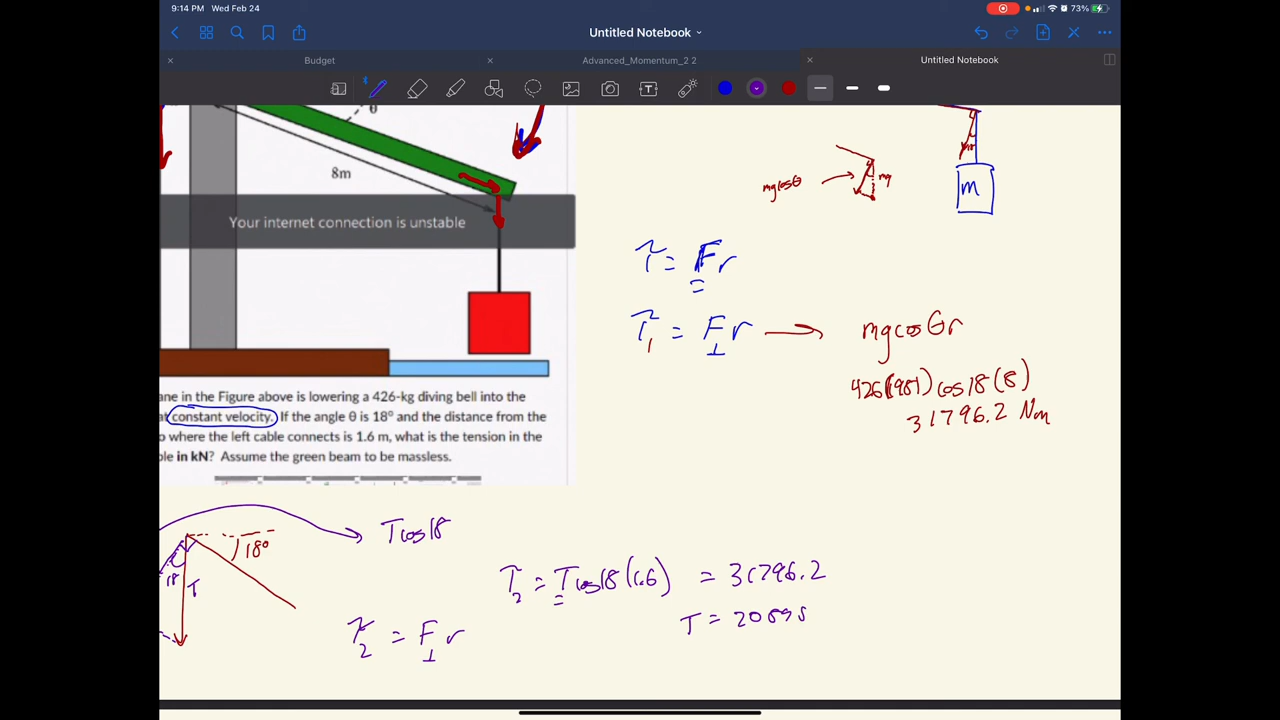 9:14 PM Wed Feb 24
73%
Untitled Notebook
Budget
Advanced_Momentum_2 2
Untitled Notebook
θ
8m
Your internet connection is unstable
mgcosθ
mg
m
τ = Fr
τ₁ = F⊥r → mgcosθr
426(9.81)cos18(8)
31796.2 Nm
ane in the Figure above is lowering a 426-kg diving bell into the
at constant velocity. If the angle θ is 18° and the distance from the
o where the left cable connects is 1.6 m, what is the tension in the
ble in kN? Assume the green beam to be massless.
Tcos18
18°
18
T
τ₂ = Tcos18(1.6) = 31796.2
T = 20895
τ₂ = F⊥r